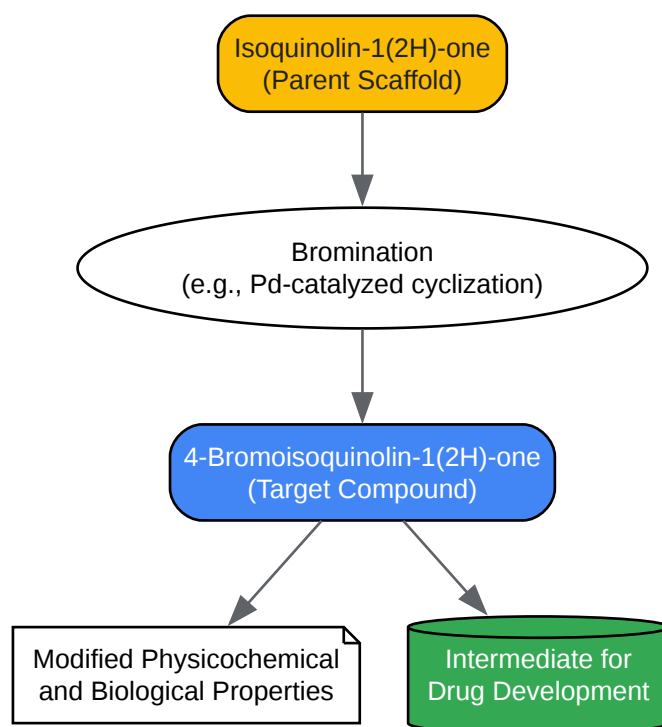 Isoquinolin-1(2H)-one
(Parent Scaffold)
Bromination
(e.g., Pd-catalyzed cyclization)
4-Bromoisoquinolin-1(2H)-one
(Target Compound)
Modified Physicochemical
and Biological Properties
Intermediate for
Drug Development